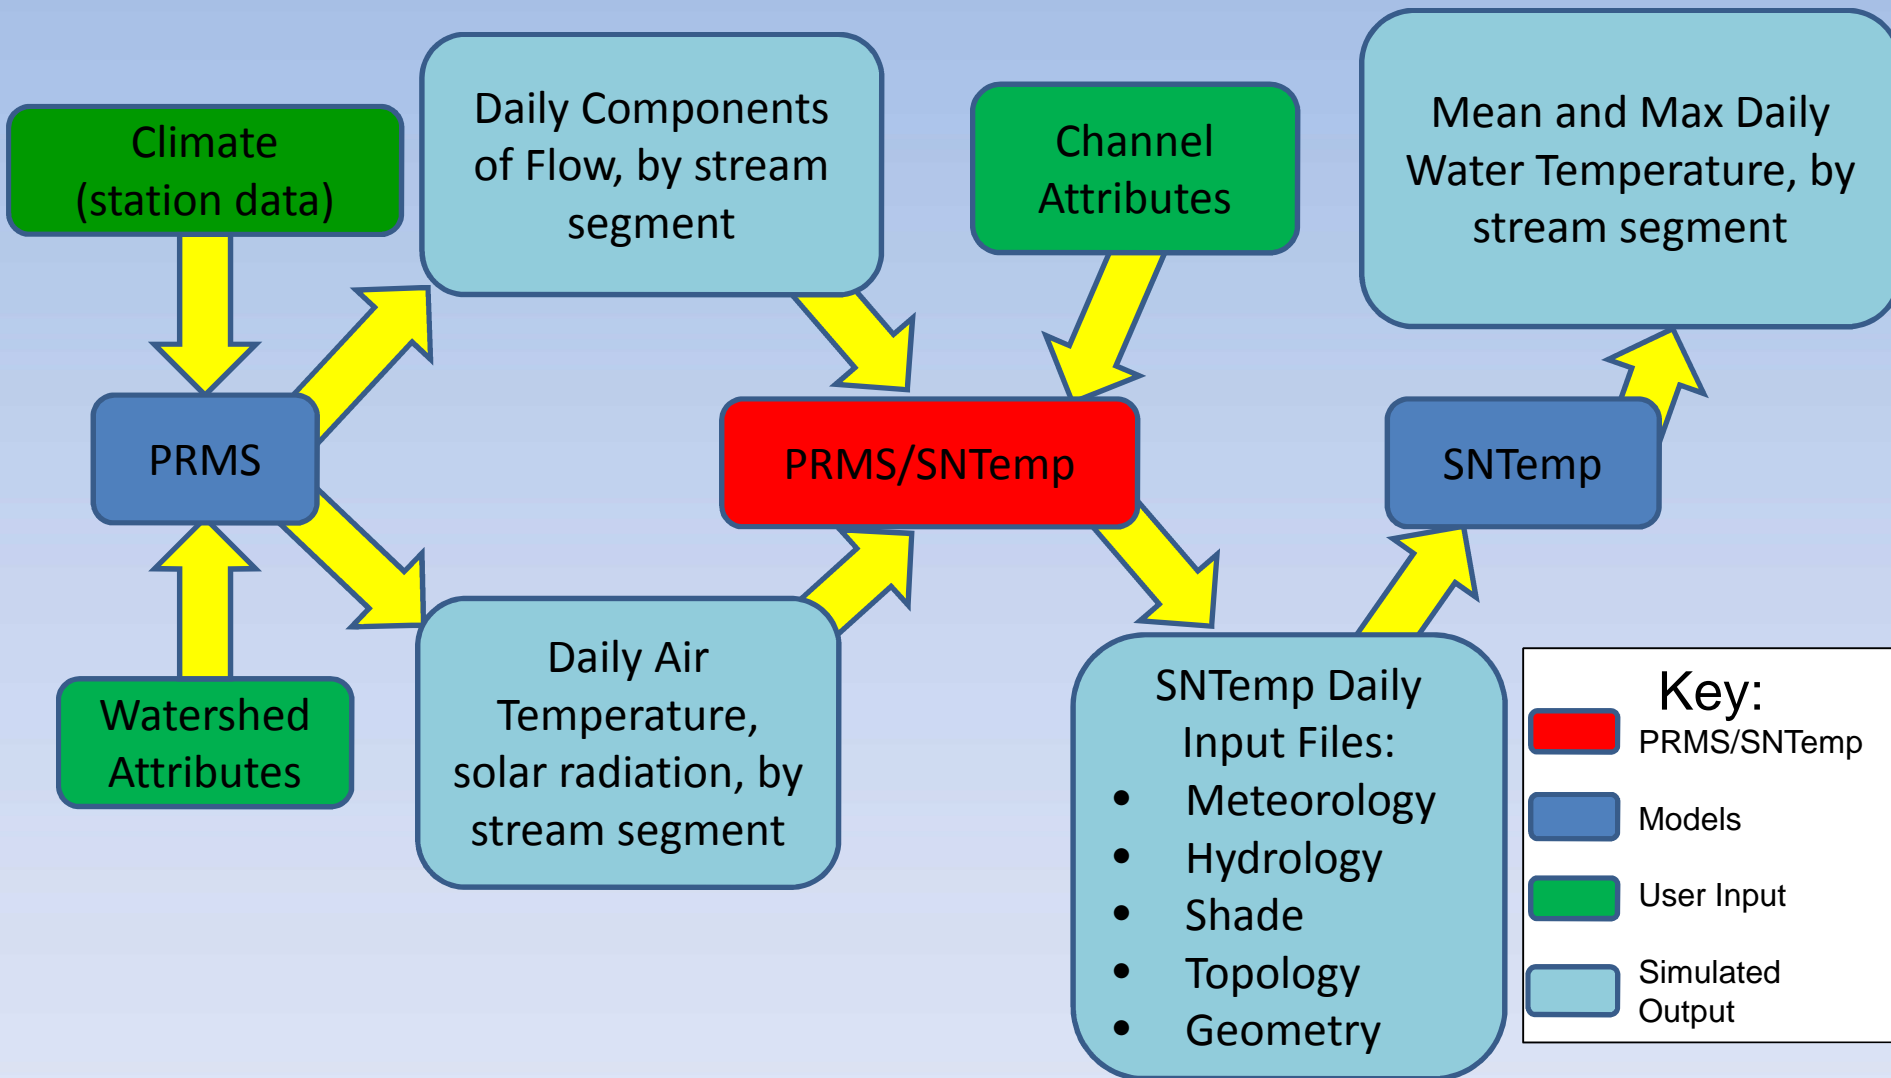 Climate
(station data)
Daily Components
of Flow, by stream
segment
Channel
Attributes
Mean and Max Daily
Water Temperature, by
stream segment
PRMS
PRMS/SNTemp
SNTemp
Watershed
Attributes
Daily Air
Temperature,
solar radiation, by
stream segment
SNTemp Daily
Input Files:
• Meteorology
• Hydrology
• Shade
• Topology
• Geometry
Key:
PRMS/SNTemp
Models
User Input
Simulated
Output